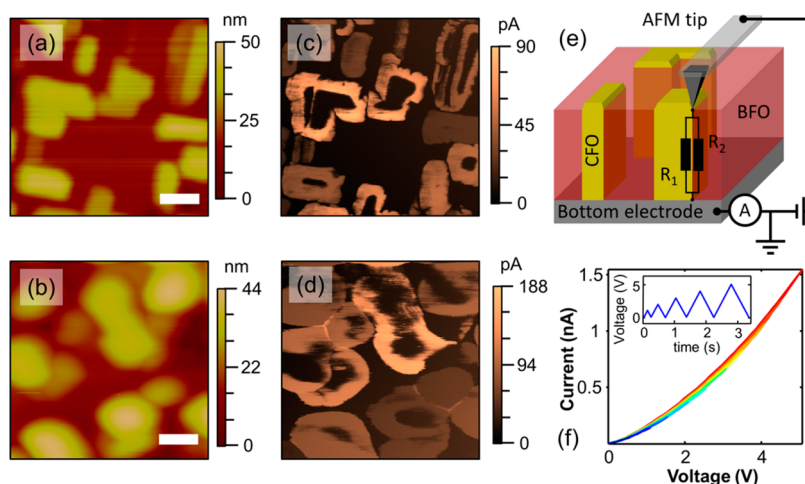 (a)
nm
50
25
0
(c)
pA
90
45
0
(e)
AFM tip
CFO
BFO
R1
R2
Bottom electrode
A
(b)
nm
44
22
0
(d)
pA
188
94
0
1.5
1
0.5
Current (nA)
Voltage (V)
5
0
0 1 2 3
time (s)
(f)
2 4
Voltage (V)